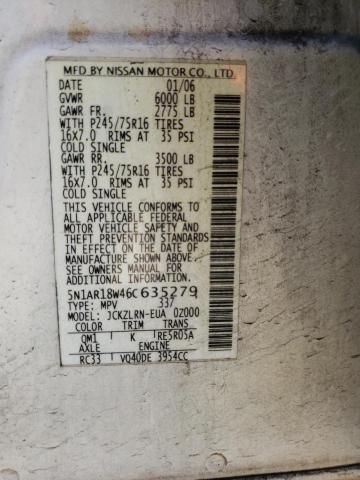 MFD BY NISSAN MOTOR CO., LTD.
DATE 01/06
GVWR 6000 LB
GAWR FR. 2775 LB
WITH P245/75R16 TIRES
16X7.0 RIMS AT 35 PSI
COLD SINGLE
GAWR RR. 3500 LB
WITH P245/75R16 TIRES
16X7.0 RIMS AT 35 PSI
COLD SINGLE
THIS VEHICLE CONFORMS TO
ALL APPLICABLE FEDERAL
MOTOR VEHICLE SAFETY AND
THEFT PREVENTION STANDARDS
IN EFFECT ON THE DATE OF
MANUFACTURE SHOWN ABOVE.
SEE OWNERS MANUAL FOR
ADDITIONAL INFORMATION.
5N1AR18W46C635279
TYPE: MPV 337
MODEL: JCKZLRN-EUA 0Z000
COLOR TRIM TRANS
QM1 K RE5R05A
AXLE ENGINE
RC33 VQ40DE 3954CC